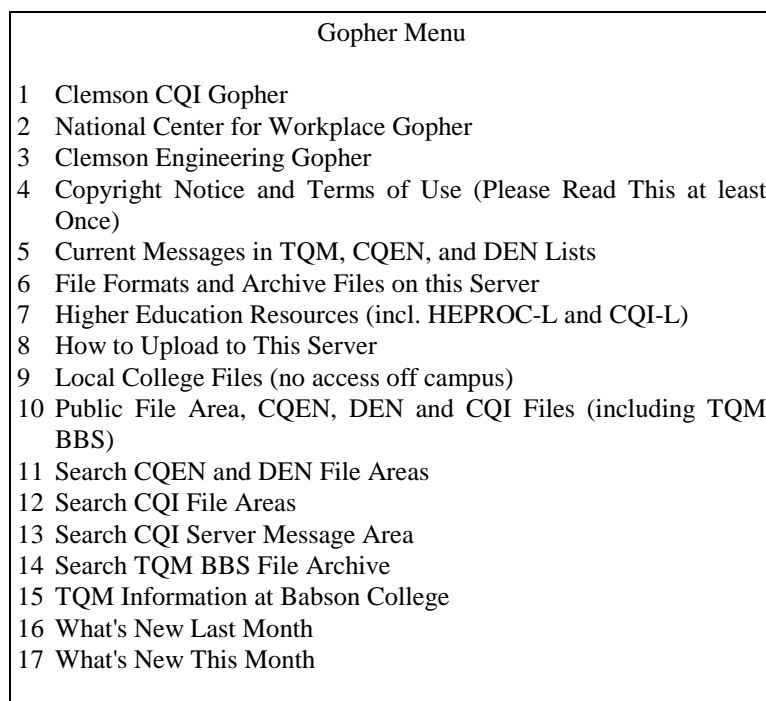 Gopher Menu
1 Clemson CQI Gopher
2 National Center for Workplace Gopher
3 Clemson Engineering Gopher
4 Copyright Notice and Terms of Use (Please Read This at least
Once)
5 Current Messages in TQM, CQEN, and DEN Lists
6 File Formats and Archive Files on this Server
7 Higher Education Resources (incl. HEPROC-L and CQI-L)
8 How to Upload to This Server
9 Local College Files (no access off campus)
10 Public File Area, CQEN, DEN and CQI Files (including TQM
BBS)
11 Search CQEN and DEN File Areas
12 Search CQI File Areas
13 Search CQI Server Message Area
14 Search TQM BBS File Archive
15 TQM Information at Babson College
16 What's New Last Month
17 What's New This Month